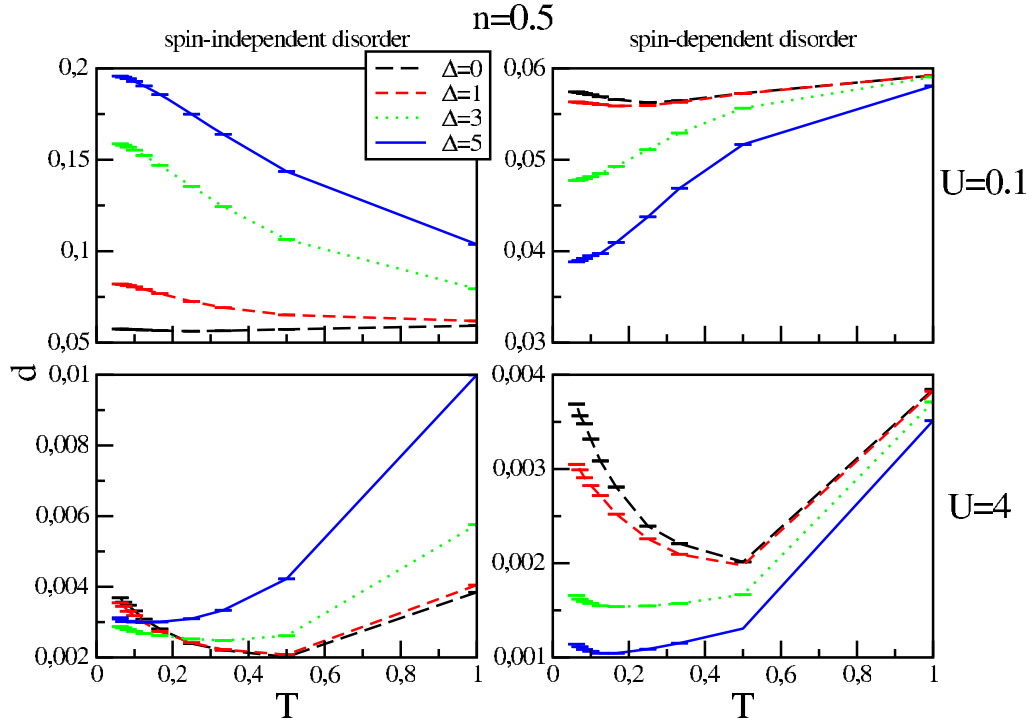 n=0.5
spin-independent disorder
spin-dependent disorder
Δ=0
Δ=1
Δ=3
Δ=5
0,2
0,15
0,1
0,05
0,06
0,05
0,04
0,03
U=0.1
d
0,01
0,008
0,006
0,004
0,002
0 0,2 0,4 0,6 0,8 1
T
0,004
0,003
0,002
0,001
0 0,2 0,4 0,6 0,8 1
T
U=4